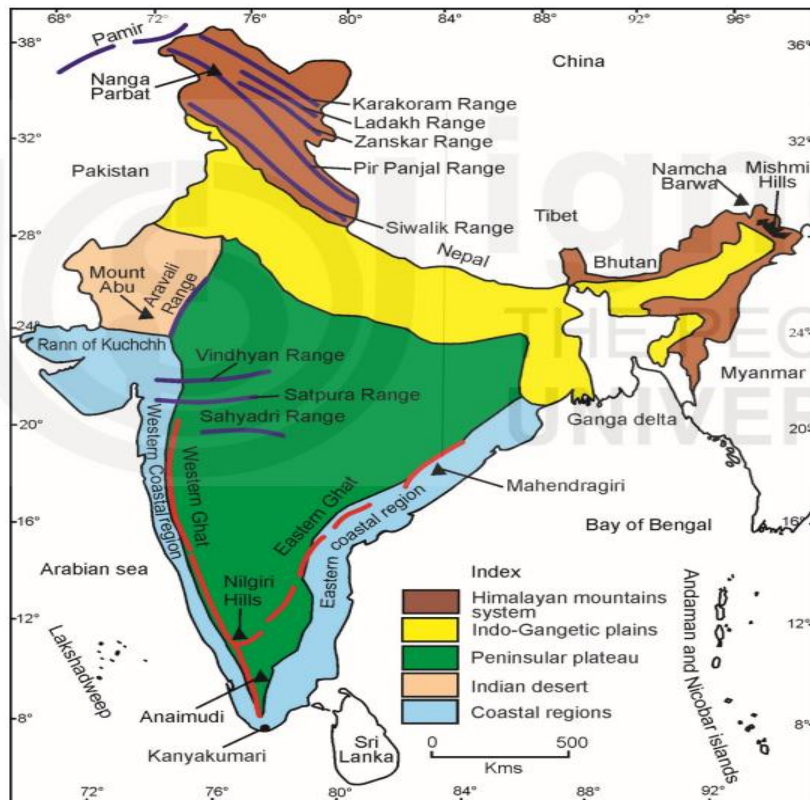 68°
72°
76°
80°
84°
88°
92°
96°
38°
36°
32°
32°
28°
24°
24°
20°
20°
16°
16°
12°
12°
8°
8°
72°
76°
80°
84°
88°
92°
Pamir
Nanga
Parbat
China
Karakoram Range
Ladakh Range
Zanskar Range
Pir Panjal Range
Siwalik Range
Pakistan
Namcha
Barwa
Mishmi
Hills
Tibet
Nepal
Bhutan
Mount
Abu
Aravali
Range
Rann of Kuchchh
Vindhyan Range
Satpura Range
Sahyadri Range
Myanmar
Ganga delta
THE PEO
UNIVER
ign
Western Coastal region
Western Ghat
Eastern Ghat
Eastern coastal region
Mahendragiri
Bay of Bengal
Arabian sea
Nilgiri
Hills
Lakshadweep
Anaimudi
Kanyakumari
Sri
Lanka
Andaman and Nicobar islands
Index
Himalayan mountains
system
Indo-Gangetic plains
Peninsular plateau
Indian desert
Coastal regions
0 500
Kms